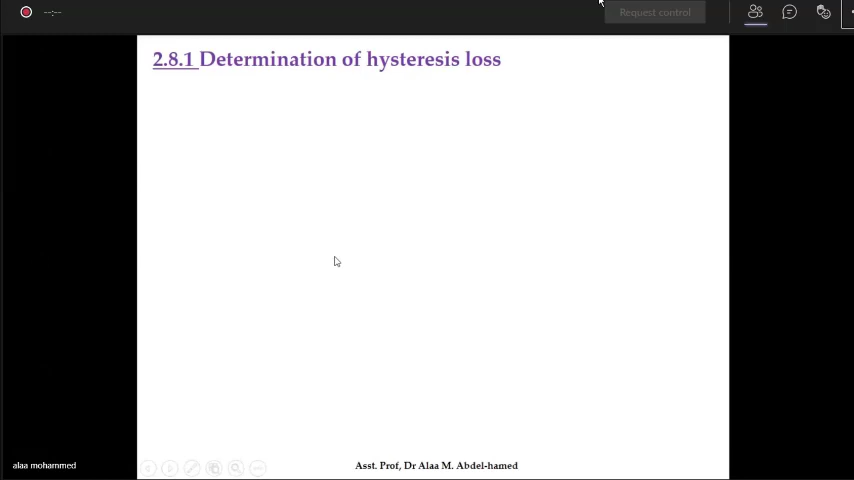 --:--
Request control
2.8.1 Determination of hysteresis loss
alaa mohammed
Asst. Prof, Dr Alaa M. Abdel-hamed